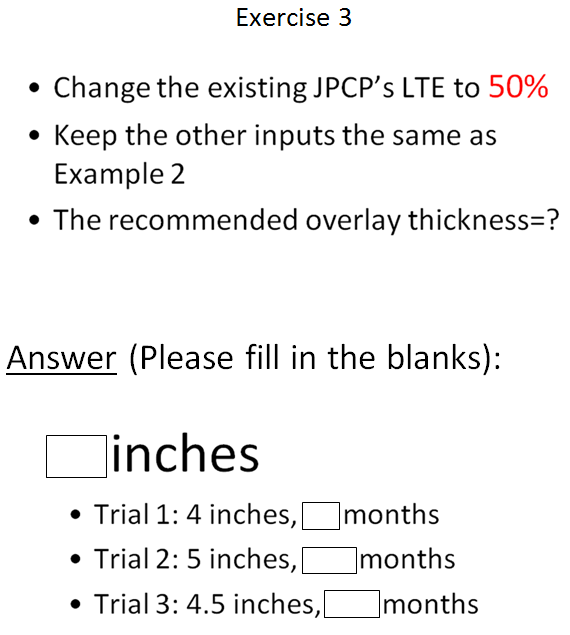 Exercise 3
• Change the existing JPCP's LTE to 50%
• Keep the other inputs the same as
Example 2
• The recommended overlay thickness=?
Answer (Please fill in the blanks):
inches
• Trial 1: 4 inches, months
• Trial 2: 5 inches, months
• Trial 3: 4.5 inches, months